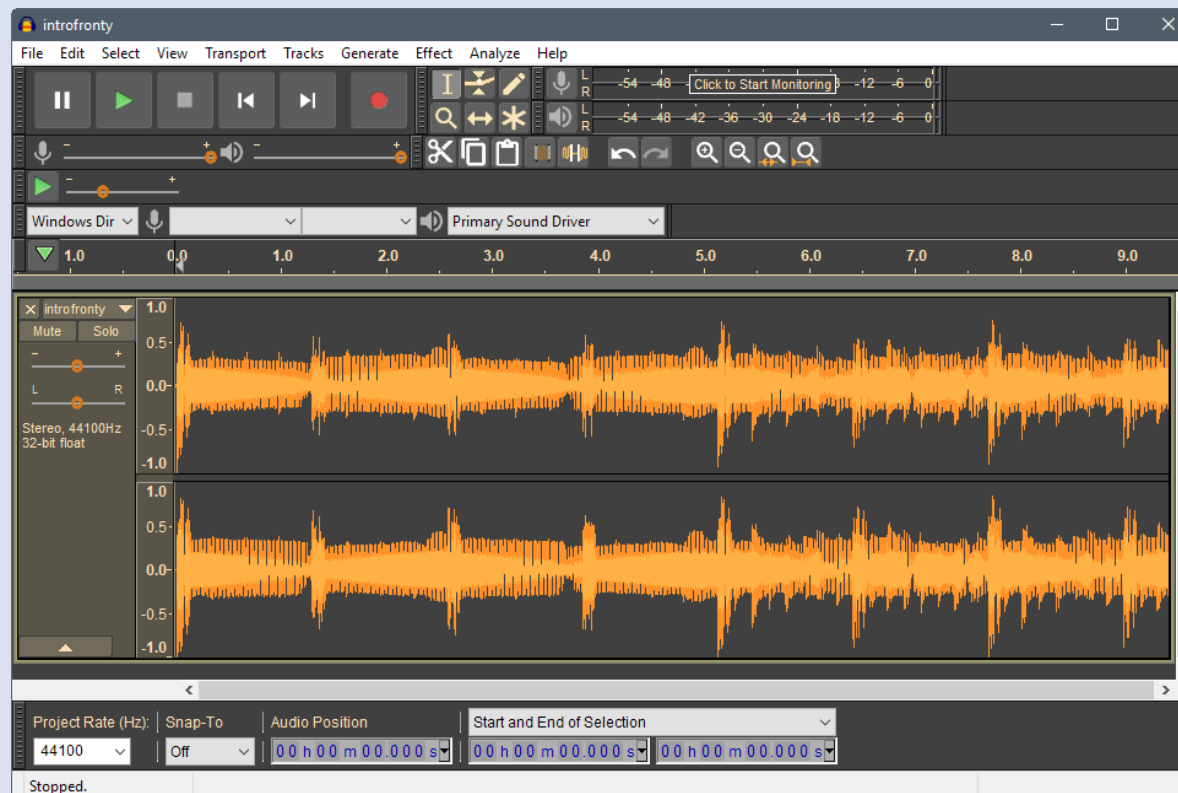 introfronty
File Edit Select View Transport Tracks Generate Effect Analyze Help
L
R
-54 -48 - Click to Start Monitoring 8 -12 -6 0
L
R
-54 -48 -42 -36 -30 -24 -18 -12 -6 0
- + - +
- +
Windows Dir Primary Sound Driver
1.0 0.0 1.0 2.0 3.0 4.0 5.0 6.0 7.0 8.0 9.0
introfronty 1.0
Mute Solo
0.5-
- +
L R 0.0-
Stereo, 44100Hz -0.5-
32-bit float
-1.0
1.0
0.5-
0.0-
-0.5-
-1.0
Project Rate (Hz): Snap-To Audio Position Start and End of Selection
44100 Off 00 h 00 m 00.000 s 00 h 00 m 00.000 s 00 h 00 m 00.000 s
Stopped.